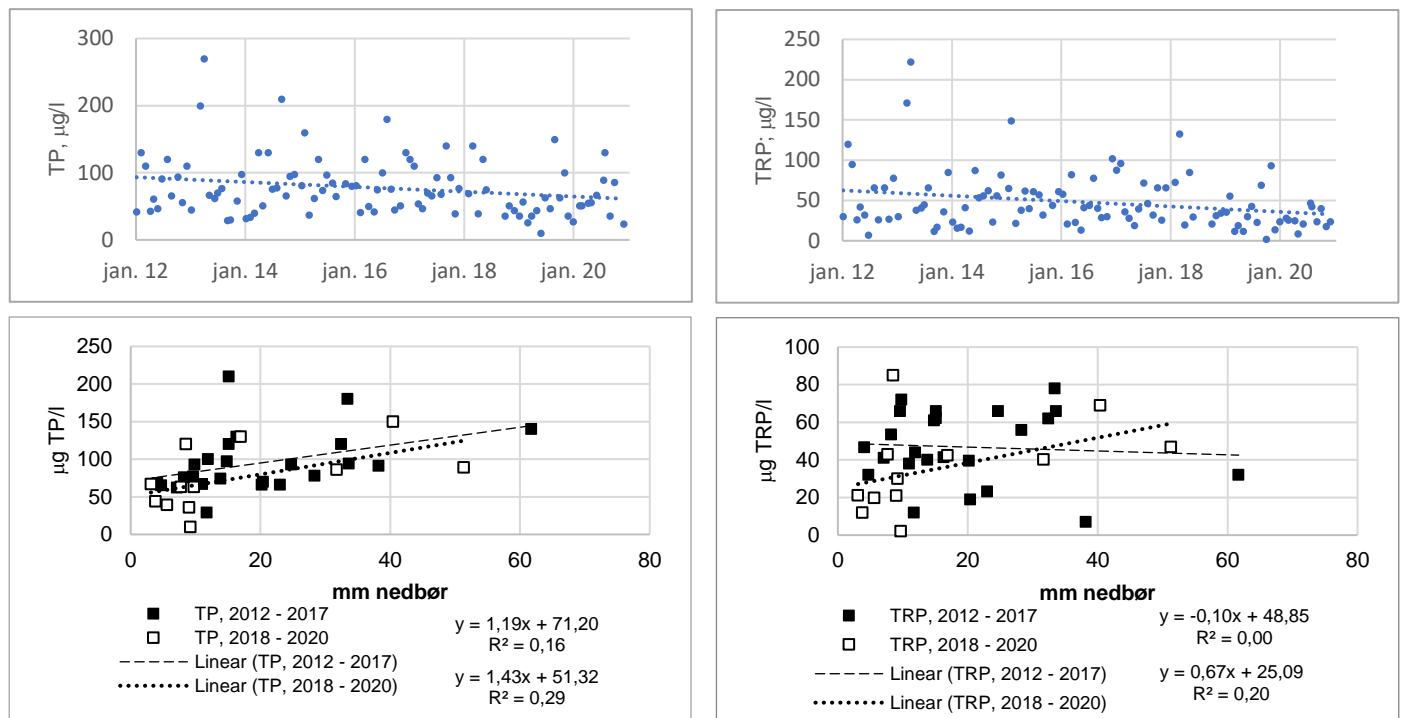 TP, µg/l
300
200
100
0
jan. 12 jan. 14 jan. 16 jan. 18 jan. 20
TRP; µg/l
250
200
150
100
50
0
jan. 12 jan. 14 jan. 16 jan. 18 jan. 20
µg TP/l
250
200
150
100
50
0
0 20 40 60 80
mm nedbør
TP, 2012 - 2017
TP, 2018 - 2020
Linear (TP, 2012 - 2017)
Linear (TP, 2018 - 2020)
y = 1,19x + 71,20
R² = 0,16
y = 1,43x + 51,32
R² = 0,29
µg TRP/l
100
80
60
40
20
0
0 20 40 60 80
mm nedbør
TRP, 2012 - 2017
TRP, 2018 - 2020
Linear (TRP, 2012 - 2017)
Linear (TRP, 2018 - 2020)
y = -0,10x + 48,85
R² = 0,00
y = 0,67x + 25,09
R² = 0,20